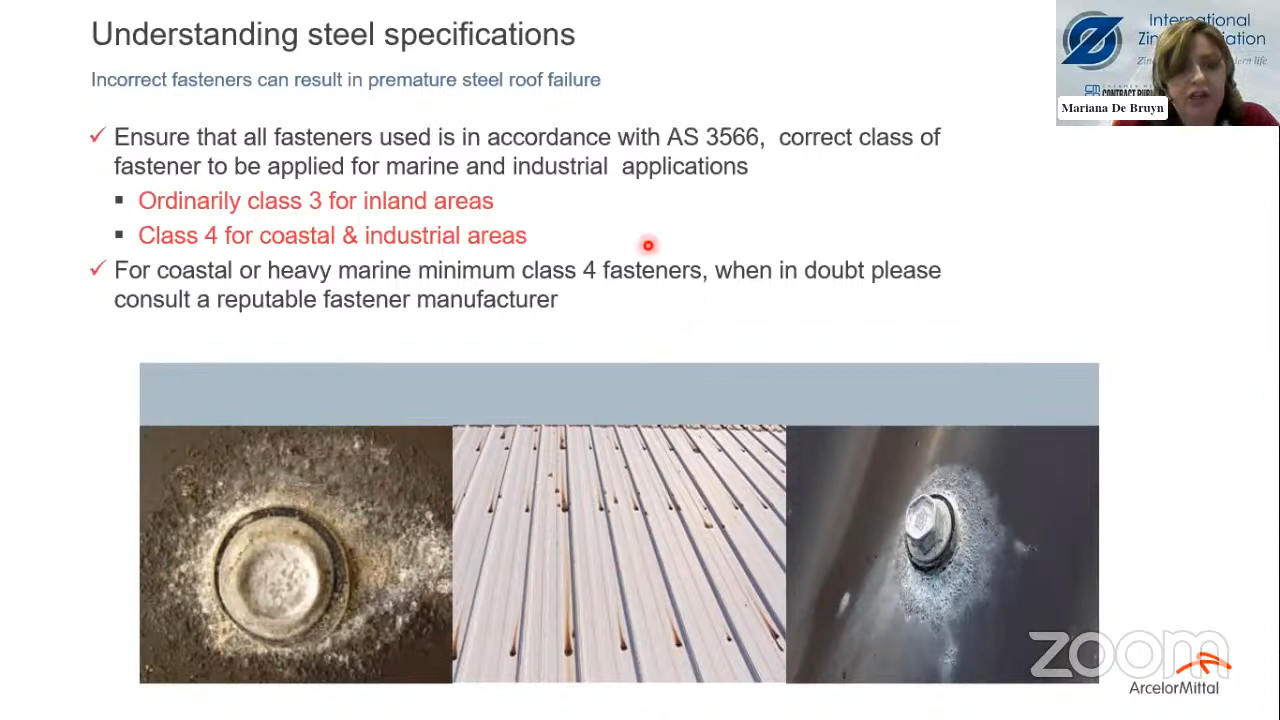 Understanding steel specifications
Incorrect fasteners can result in premature steel roof failure
Ensure that all fasteners used is in accordance with AS 3566, correct class of
fastener to be applied for marine and industrial applications
Ordinarily class 3 for inland areas
Class 4 for coastal & industrial areas
For coastal or heavy marine minimum class 4 fasteners, when in doubt please
consult a reputable fastener manufacturer
International
Mariana De Bruyn
zoom
ArcelorMittal